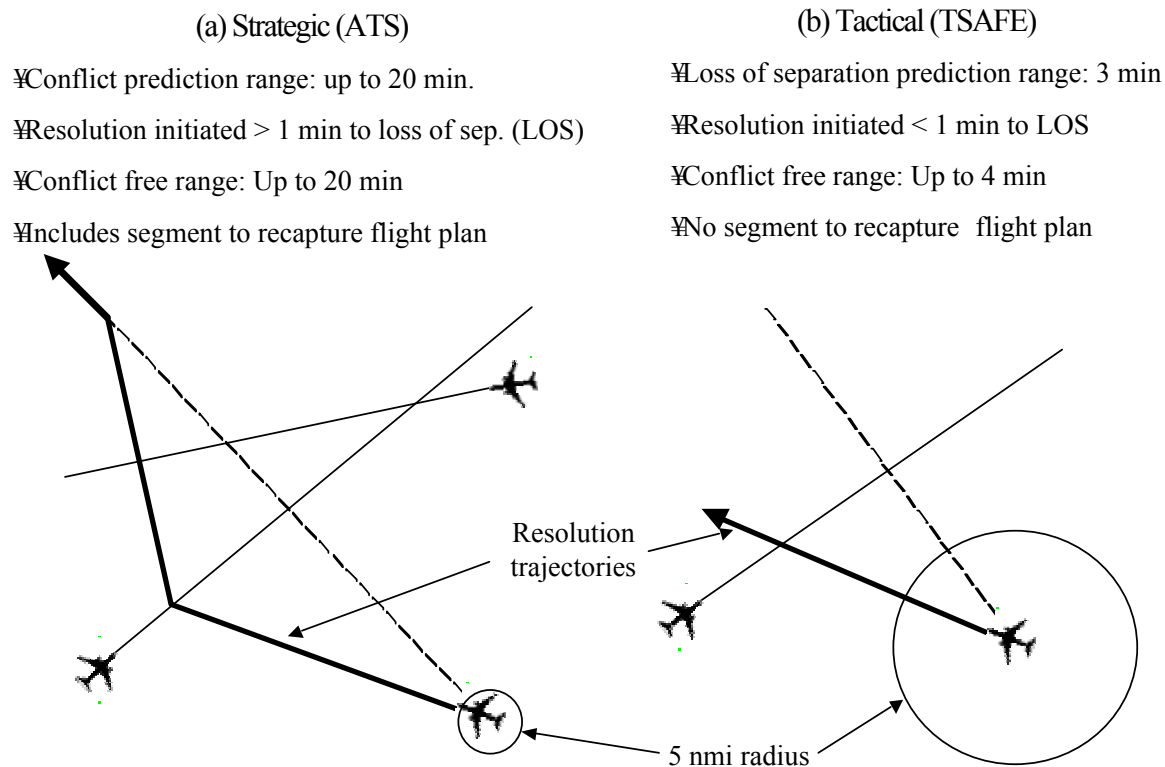 (a) Strategic (ATS)
¥Conflict prediction range: up to 20 min.
¥Resolution initiated > 1 min to loss of sep. (LOS)
¥Conflict free range: Up to 20 min
¥Includes segment to recapture flight plan
(b) Tactical (TSAFE)
¥Loss of separation prediction range: 3 min
¥Resolution initiated < 1 min to LOS
¥Conflict free range: Up to 4 min
¥No segment to recapture flight plan
Resolution
trajectories
5 nmi radius